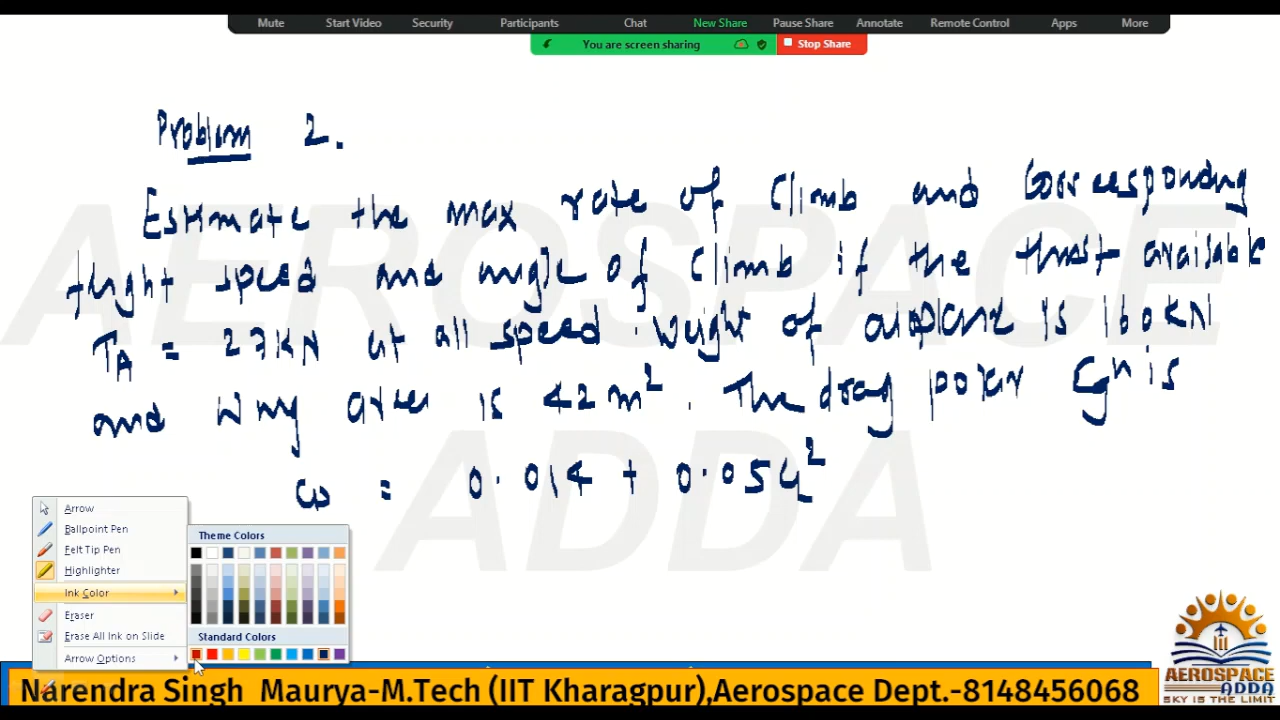 Mute Start Video Security Participants Chat New Share Pause Share Annotate Remote Control Apps More
You are screen sharing Stop Share
Problem 2.
Estimate the max rate of climb and corresponding
flight speed and angle of climb if the thrust available
TA = 27KN at all speed. Weight of airplane is 160KN
and wing area is 42m². The drag polar eqn is
CD = 0.014 + 0.05CL²
Arrow
Ballpoint Pen
Felt Tip Pen
Highlighter
Ink Color
Eraser
Erase All Ink on Slide
Arrow Options
Theme Colors
Standard Colors
AEROSPACE
ADDA
Narendra Singh Maurya-M.Tech (IIT Kharagpur),Aerospace Dept.-8148456068
AEROSPACE
ADDA
SKY IS THE LIMIT